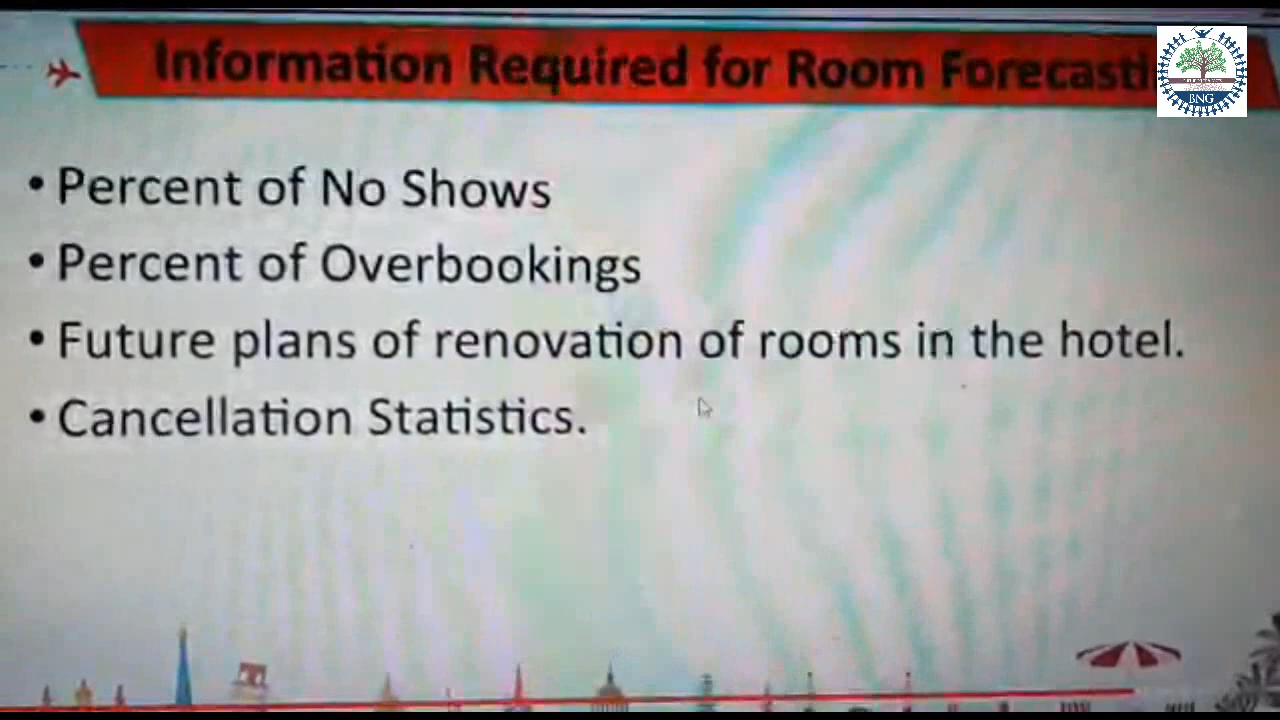 Information Required for Room Forecasti
• Percent of No Shows
• Percent of Overbookings
• Future plans of renovation of rooms in the hotel.
• Cancellation Statistics.
BNG